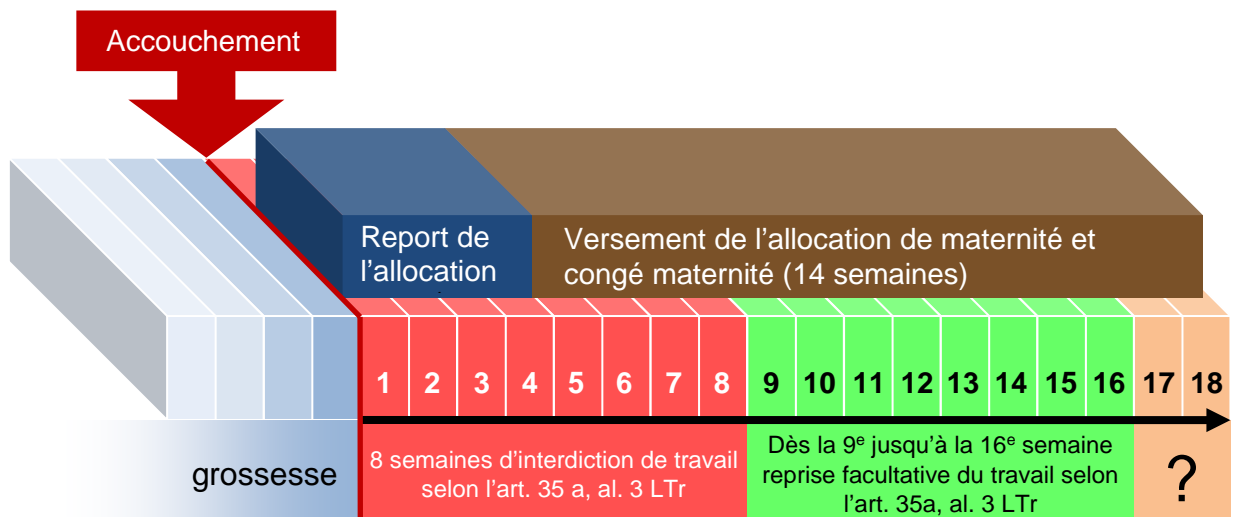 Accouchement
Report de
l’allocation
Versement de l’allocation de maternité et
congé maternité (14 semaines)
1 2 3 4 5 6 7 8 9 10 11 12 13 14 15 16 17 18
grossesse
8 semaines d’interdiction de travail
selon l’art. 35 a, al. 3 LTr
Dès la 9e jusqu’à la 16e semaine
reprise facultative du travail selon
l’art. 35a, al. 3 LTr
?